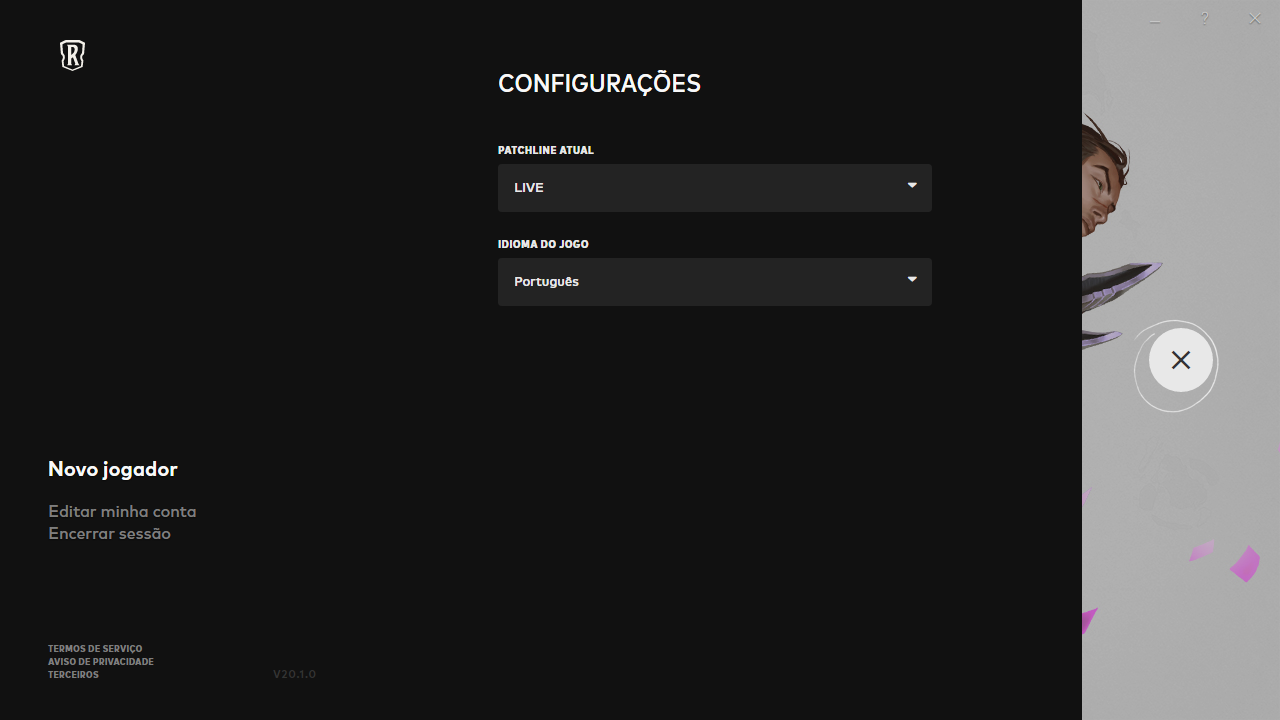 R
?
CONFIGURAÇÕES
PATCHLINE ATUAL
LIVE
IDIOMA DO JOGO
Português
Novo jogador
Editar minha conta
Encerrar sessão
TERMOS DE SERVIÇO
AVISO DE PRIVACIDADE
TERCEIROS
V20.1.0